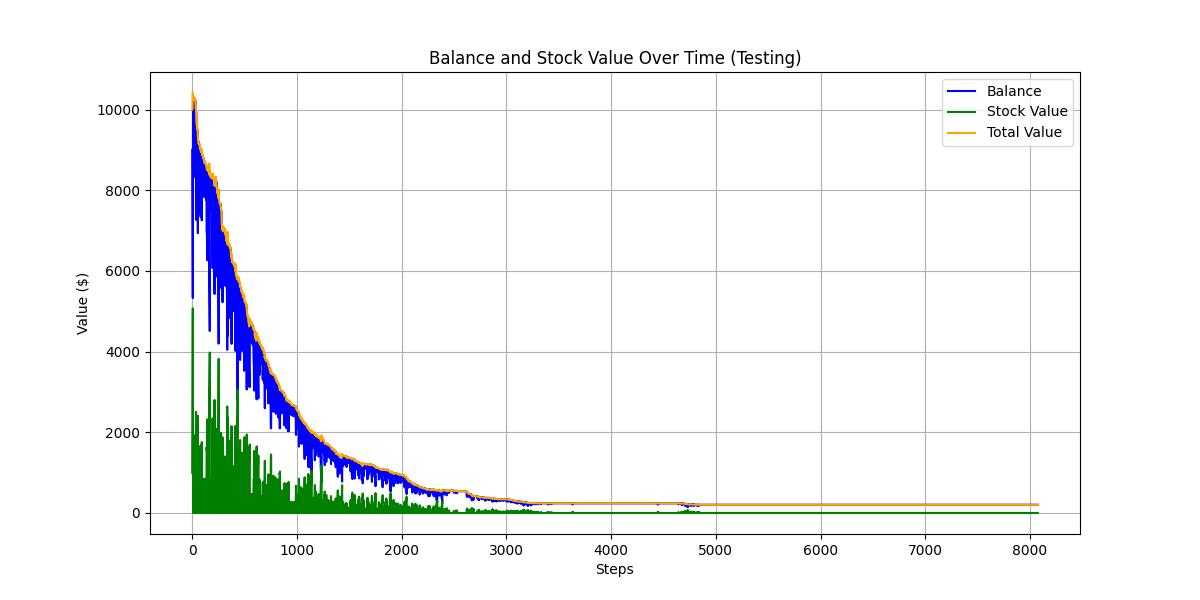 Balance and Stock Value Over Time (Testing)
Balance
Stock Value
Total Value
Value ($)
10000
8000
6000
4000
2000
0
0 1000 2000 3000 4000 5000 6000 7000 8000
Steps